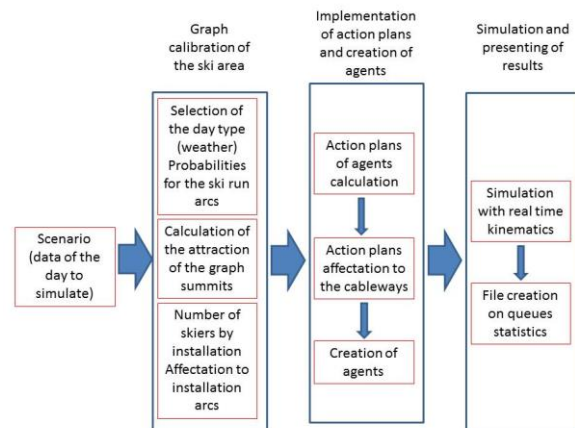 Graph
calibration of
the ski area
Implementation
of action plans
and creation of
agents
Simulation and
presenting of
results
Scenario
(data of the
day to
simulate)
Selection of
the day type
(weather)
Probabilities
for the ski run
arcs
Calculation of
the attraction
of the graph
summits
Number of
skiers by
installation
Affectation to
installation
arcs
Action plans
of agents
calculation
Action plans
affectation to
the cableways
Creation of
agents
Simulation
with real time
kinematics
File creation
on queues
statistics